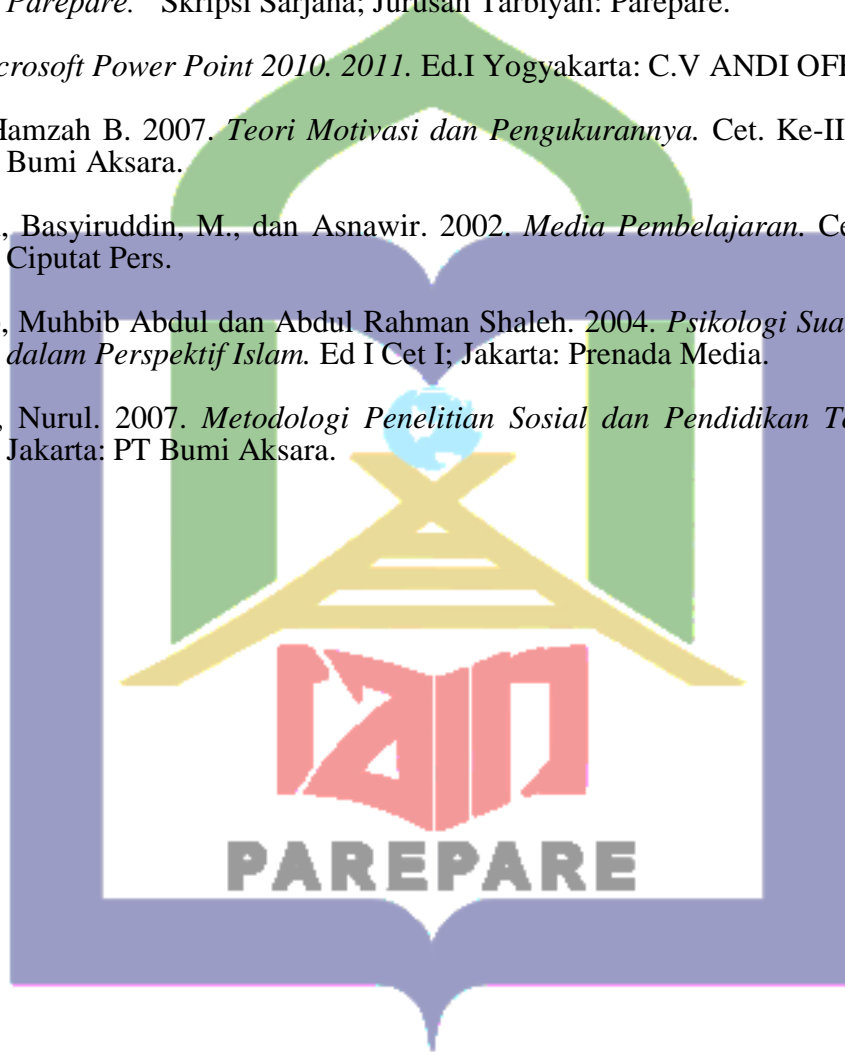 Parepare." Skripsi Sarjana; Jurusan Tarbiyah: Parepare.
crosoft Power Point 2010. 2011. Ed.I Yogyakarta: C.V ANDI OFF
Hamzah B. 2007. Teori Motivasi dan Pengukurannya. Cet. Ke-II
Bumi Aksara.
, Basyiruddin, M., dan Asnawir. 2002. Media Pembelajaran. Ce
Ciputat Pers.
, Muhbib Abdul dan Abdul Rahman Shaleh. 2004. Psikologi Sua
dalam Perspektif Islam. Ed I Cet I; Jakarta: Prenada Media.
, Nurul. 2007. Metodologi Penelitian Sosial dan Pendidikan Te
Jakarta: PT Bumi Aksara.
iain
PAREPARE